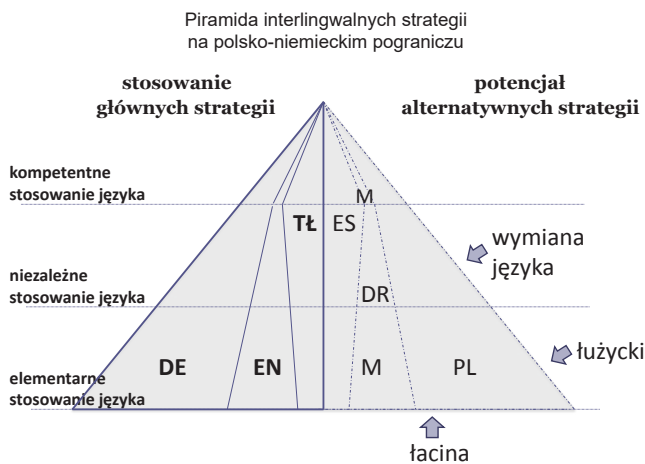 Piramida interlingwalnych strategii
na polsko-niemieckim pograniczu
stosowanie
głównych strategii
potencjał
alternatywnych strategii
kompetentne
stosowanie języka
M
TŁ
ES
wymiana
języka
niezależne
stosowanie języka
DR
DE
EN
M
PL
łużycki
elementarne
stosowanie języka
łacina